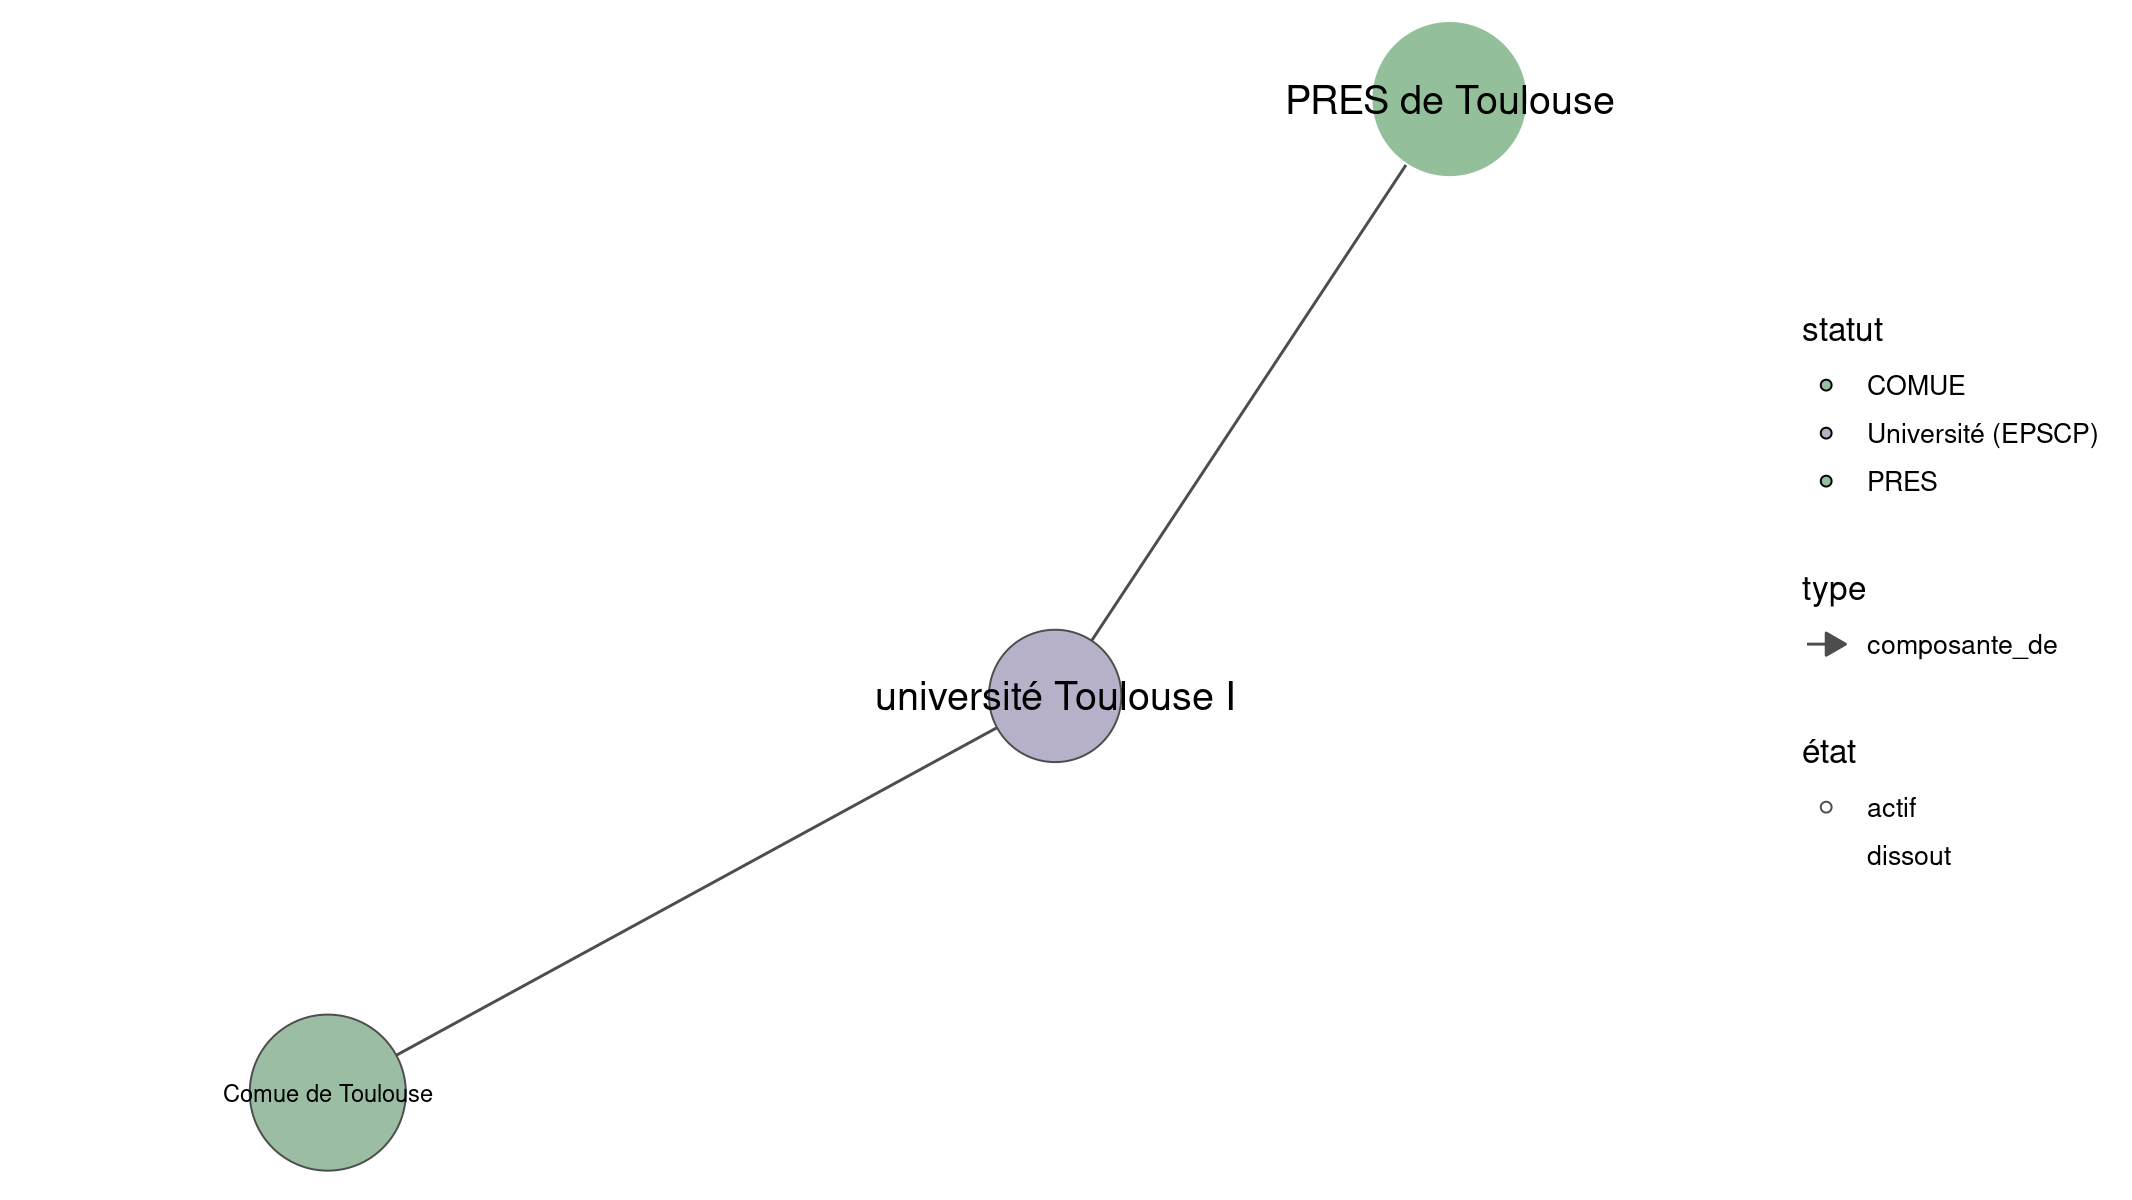 PRES de Toulouse
statut
COMUE
Université (EPSCP)
PRES
type
composante_de
université Toulouse I
état
actif
dissout
Comue de Toulouse